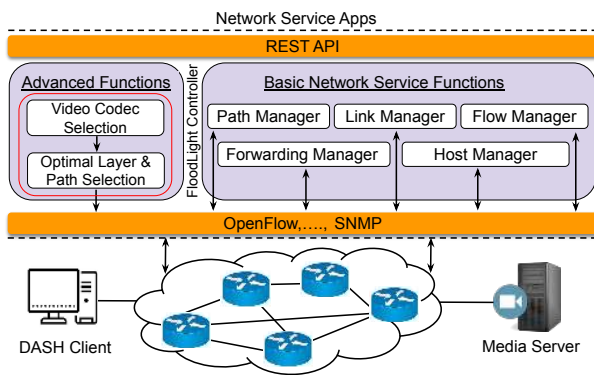 Network Service Apps
REST API
Advanced Functions
Video Codec
Selection
Optimal Layer &
Path Selection
FloodLight Controller
Basic Network Service Functions
Path Manager
Link Manager
Flow Manager
Forwarding Manager
Host Manager
OpenFlow,...., SNMP
DASH Client
Media Server